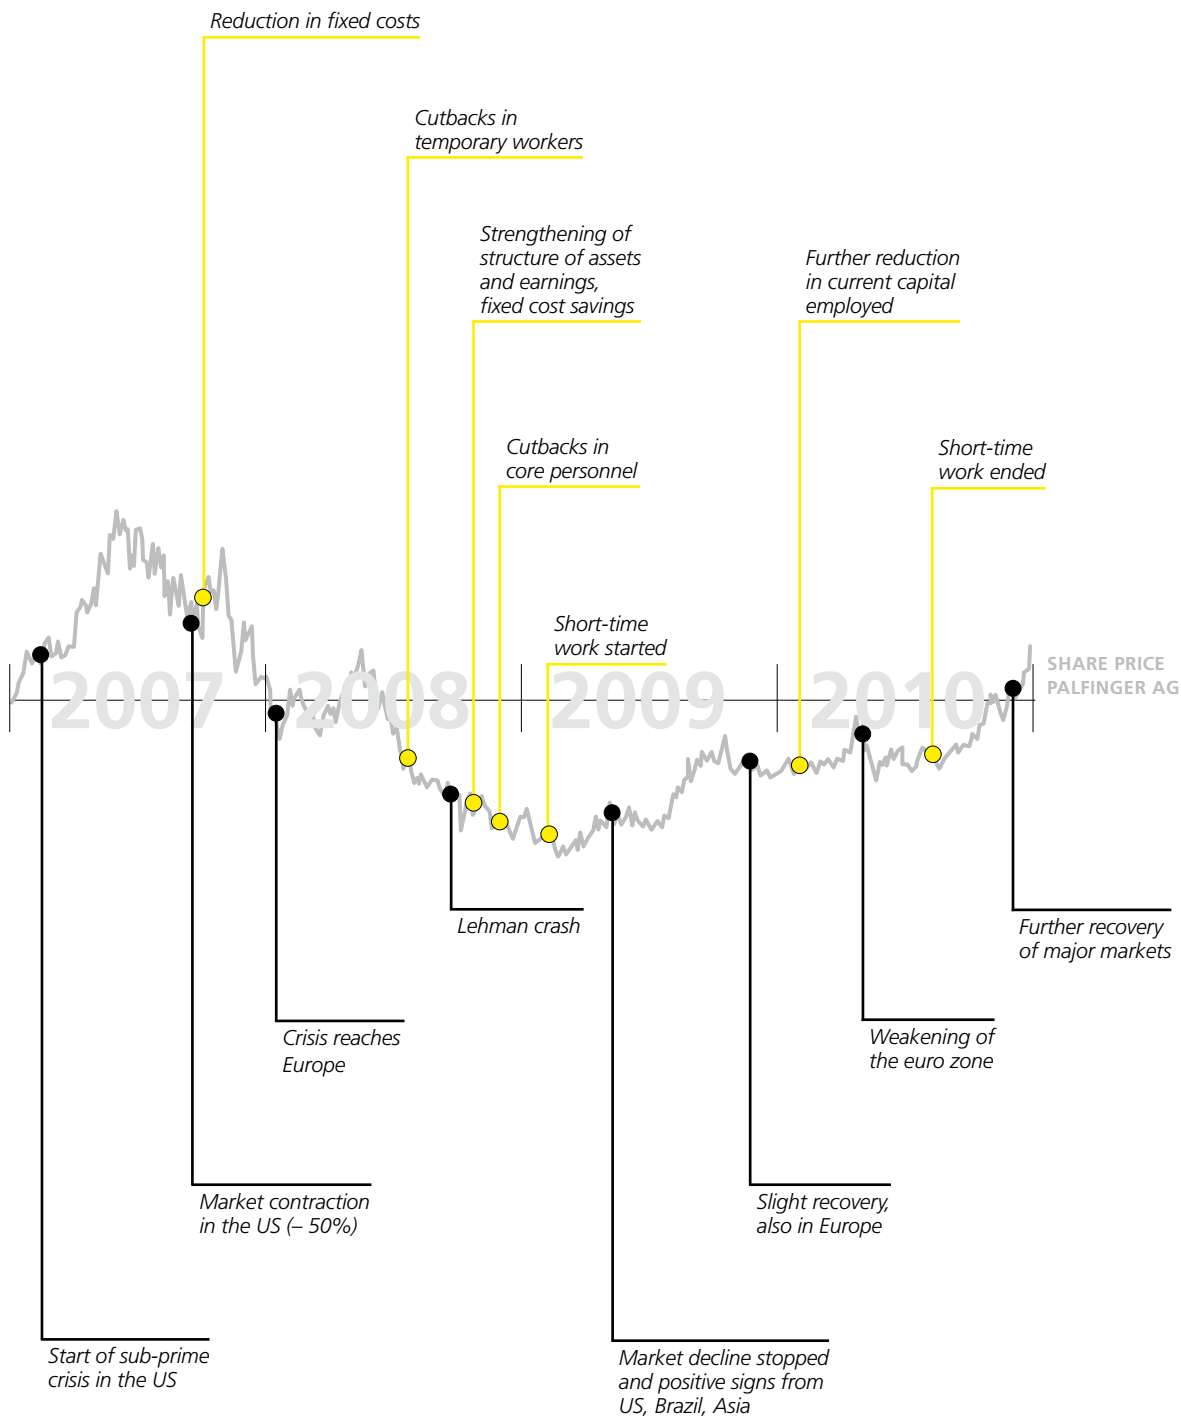 Reduction in fixed costs
Cutbacks in
temporary workers
Strengthening of
structure of assets
and earnings,
fixed cost savings
Further reduction
in current capital
employed
Cutbacks in
core personnel
Short-time
work ended
Short-time
work started
SHARE PRICE
PALFINGER AG
2007
2008
2009
2010
Lehman crash
Further recovery
of major markets
Crisis reaches
Europe
Weakening of
the euro zone
Market contraction
in the US (– 50%)
Slight recovery,
also in Europe
Start of sub-prime
crisis in the US
Market decline stopped
and positive signs from
US, Brazil, Asia